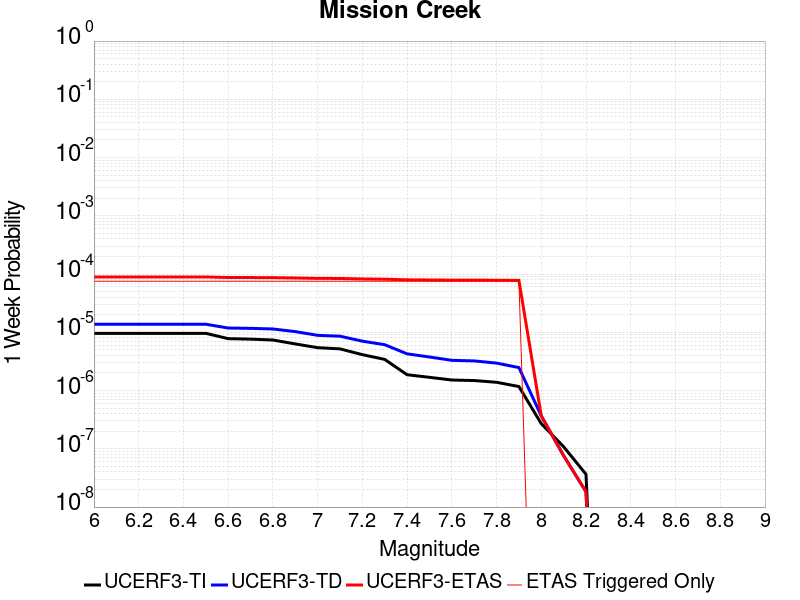 Mission Creek
1 Week Probability
10^0
10^-1
10^-2
10^-3
10^-4
10^-5
10^-6
10^-7
10^-8
6 6.2 6.4 6.6 6.8 7 7.2 7.4 7.6 7.8 8 8.2 8.4 8.6 8.8 9
Magnitude
UCERF3-TI UCERF3-TD UCERF3-ETAS ETAS Triggered Only